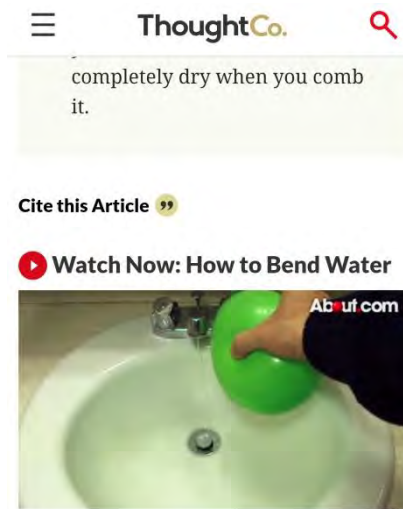 ThoughtCo.
completely dry when you comb
it.
Cite this Article ”
Watch Now: How to Bend Water
About.com